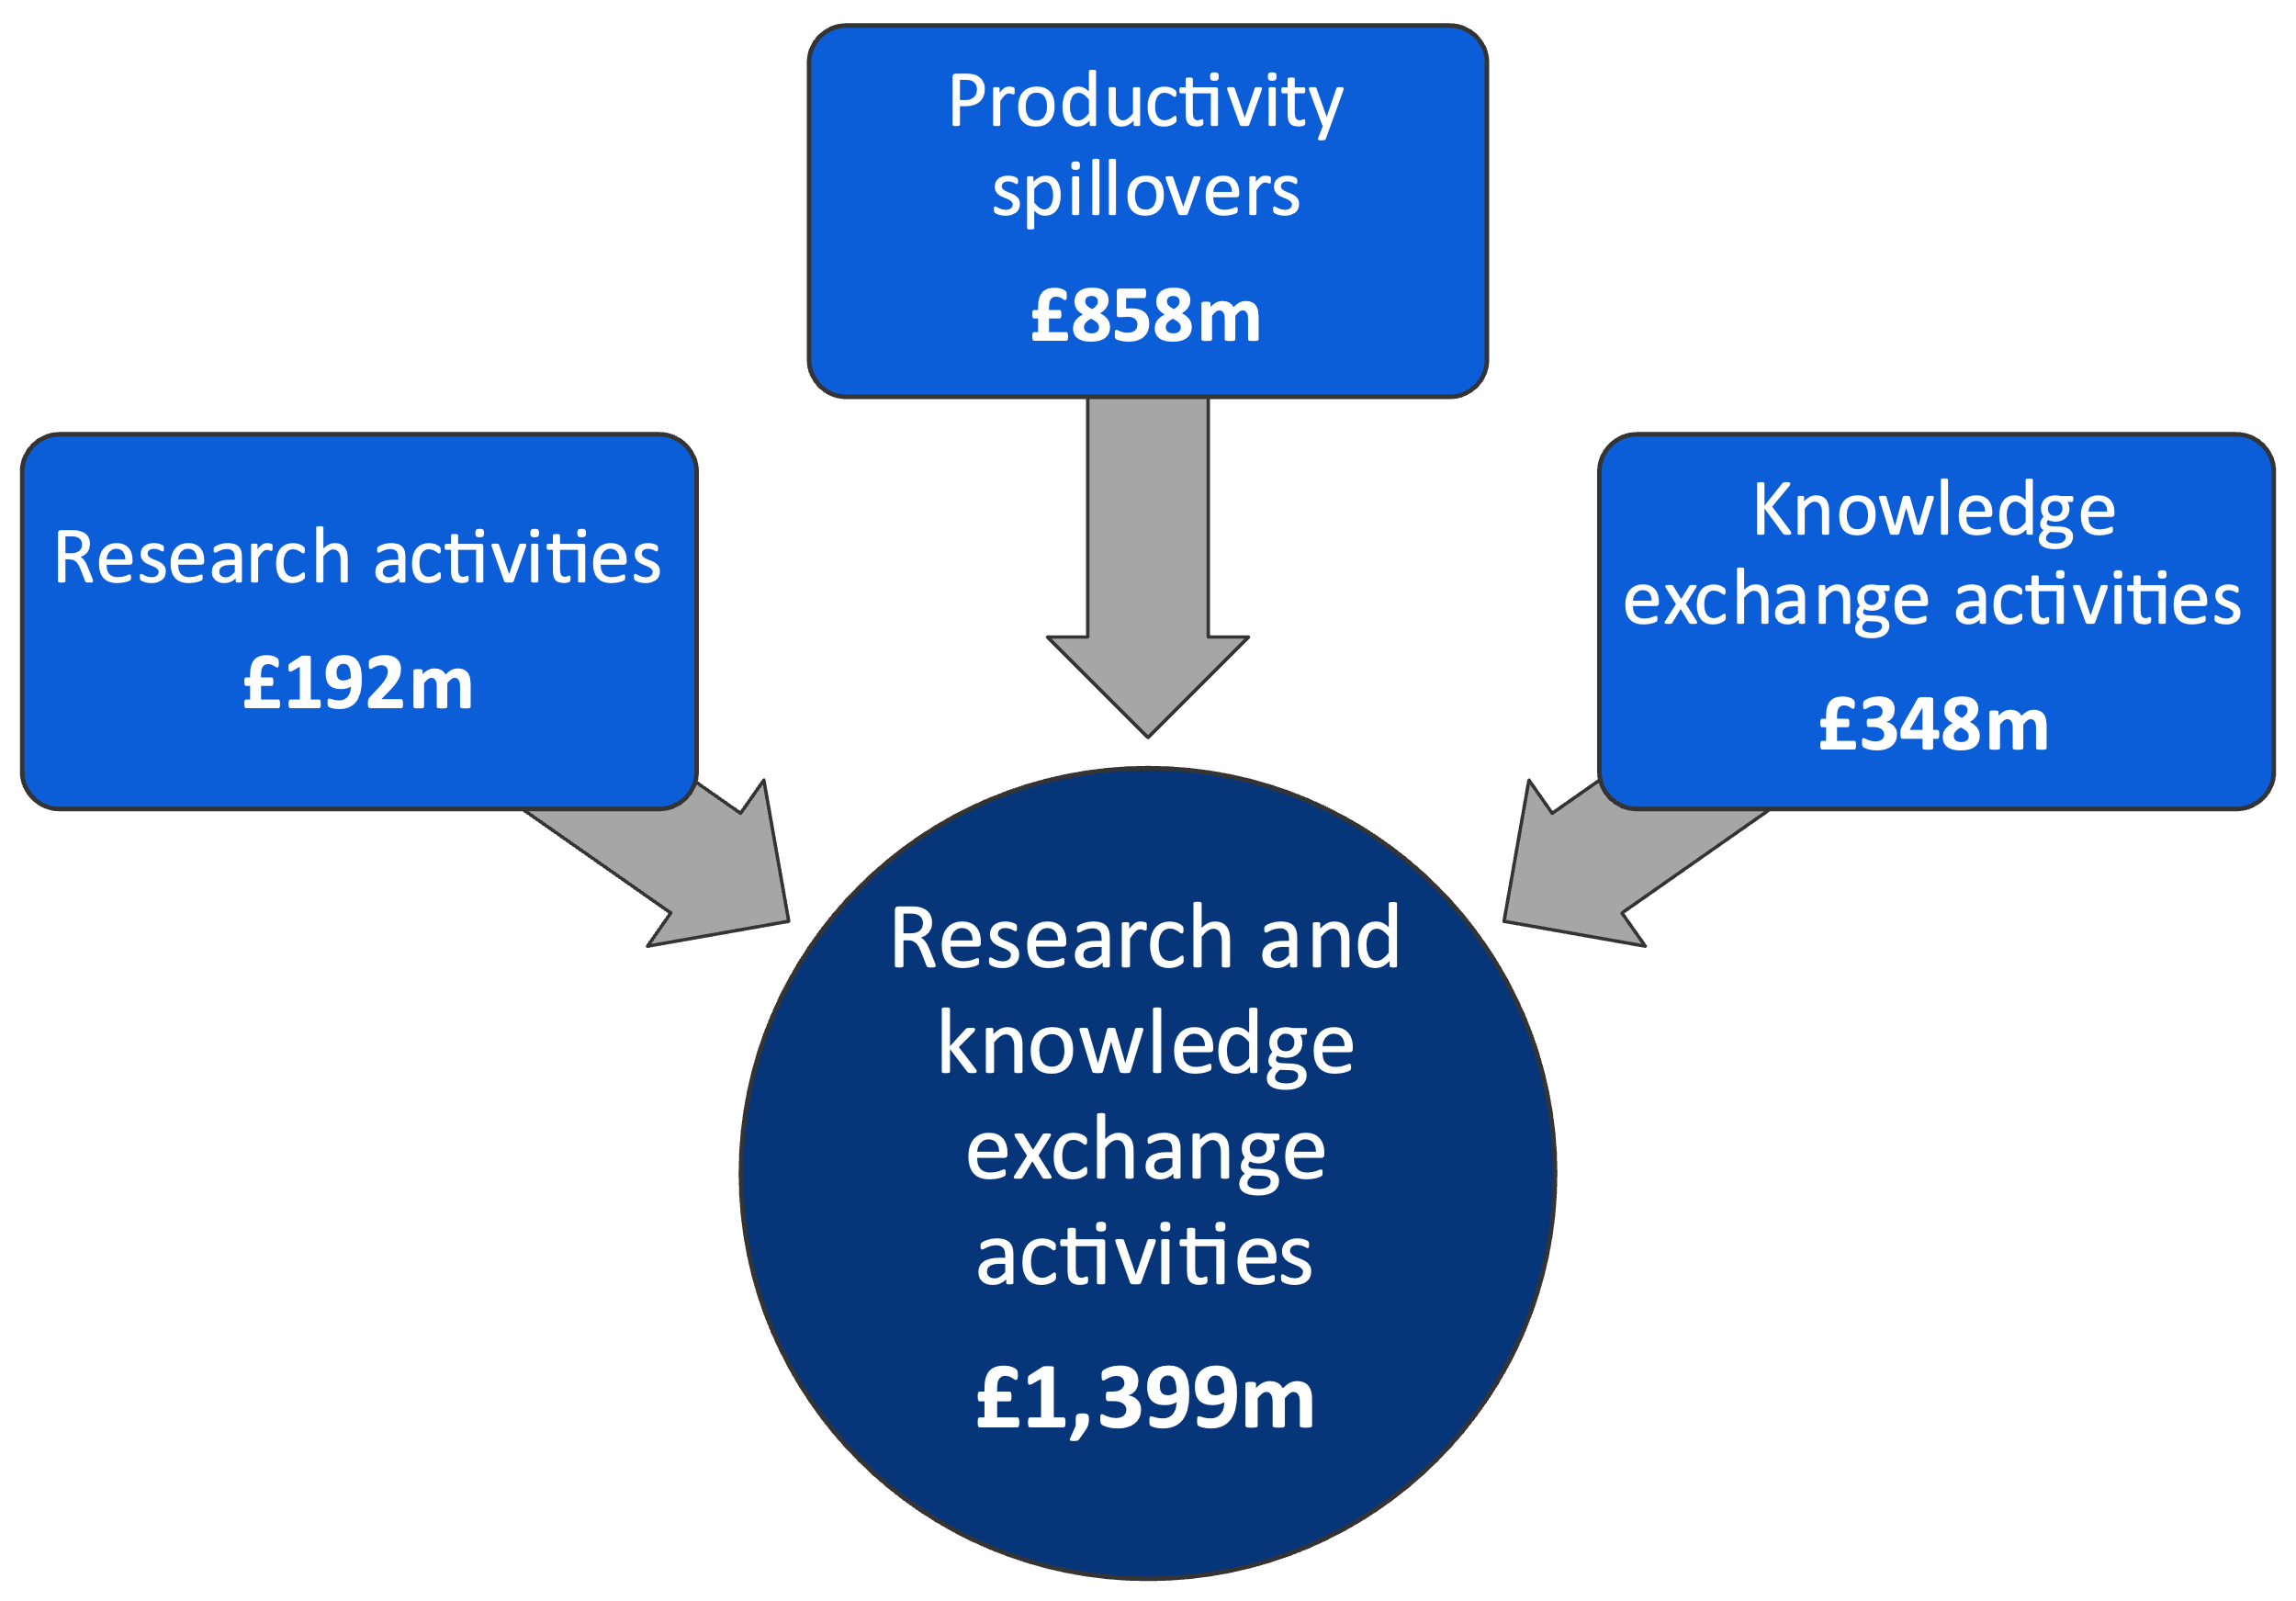 Productivity
spillovers
£858m
Research activities
£192m
Knowledge
exchange activities
£348m
Research and
knowledge
exchange
activities
£1,399m